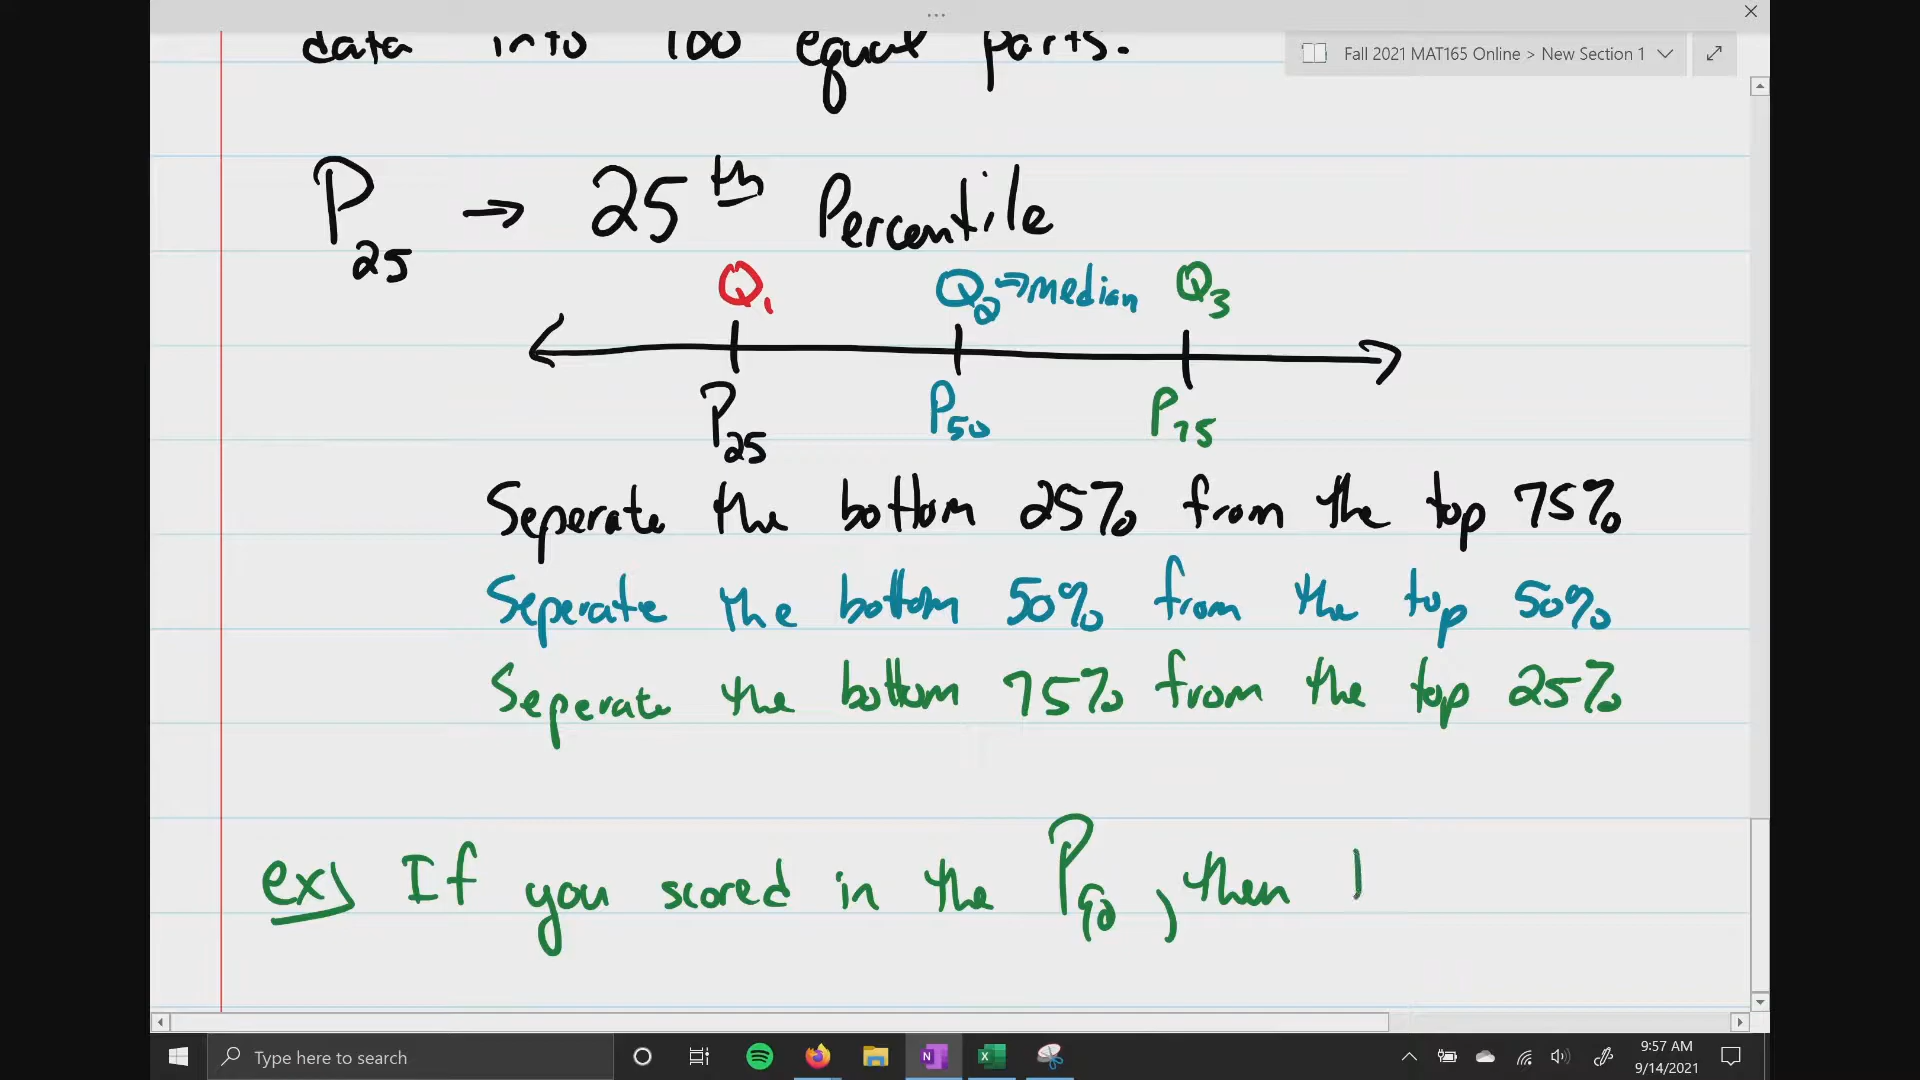 ...
data into 100 equal parts.
Fall 2021 MAT165 Online > New Section 1
P25 → 25th Percentile
Q1 Q2 → median Q3
P25 P50 P75
Seperate the bottom 25% from the top 75%
Seperate the bottom 50% from the top 50%
Seperate the bottom 75% from the top 25%
ex) If you scored in the P90, then
Type here to search
9:57 AM
9/14/2021